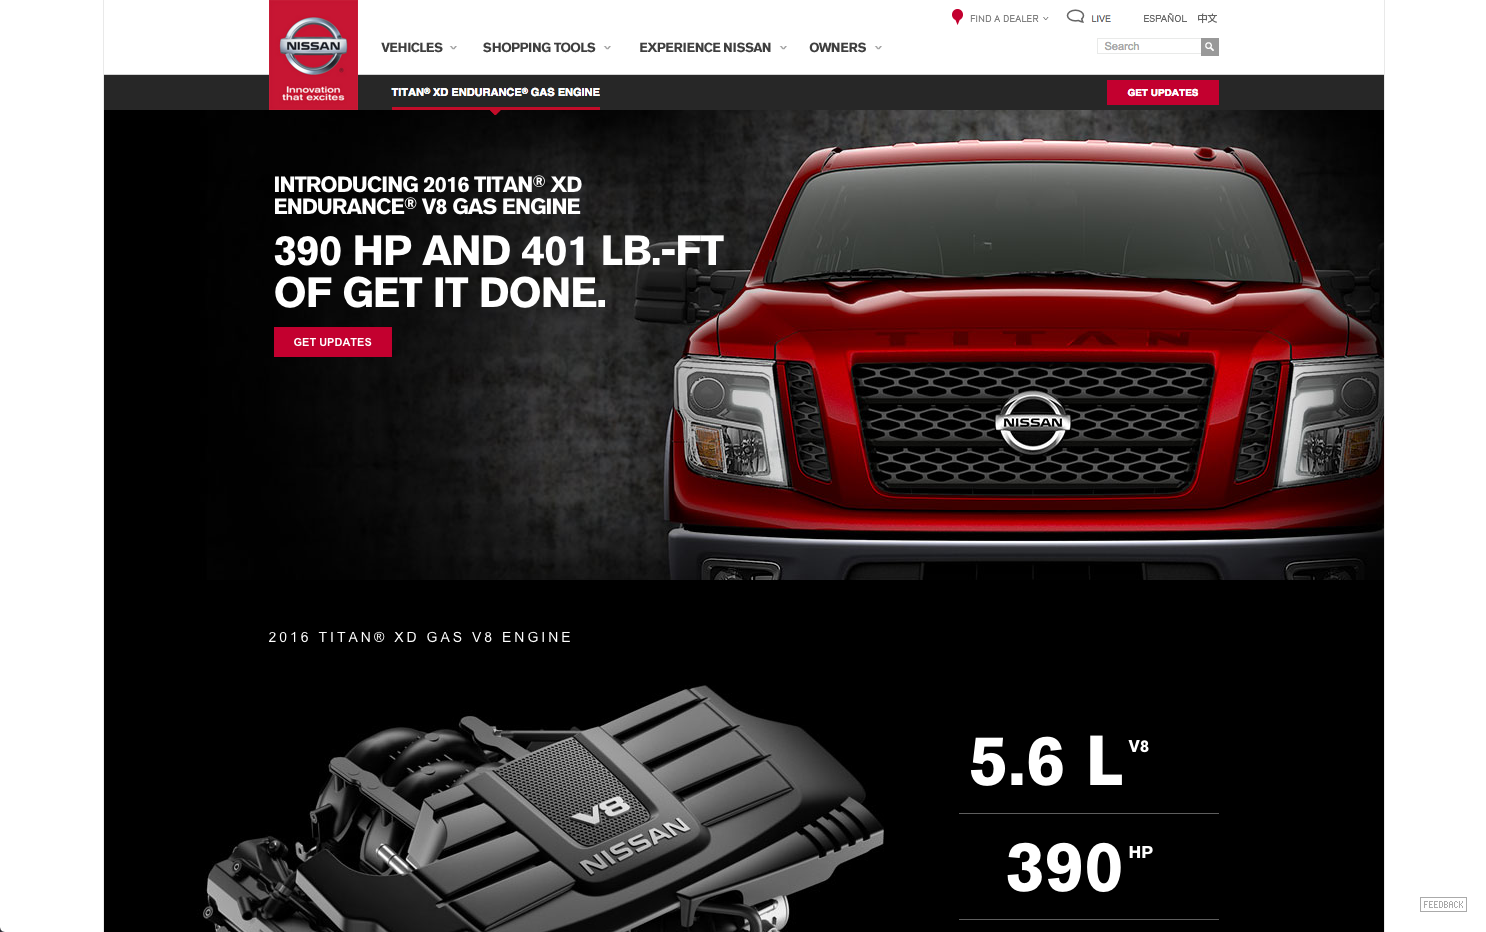 NISSAN
Innovation
that excites
FIND A DEALER
LIVE
ESPAÑOL
中文
VEHICLES
SHOPPING TOOLS
EXPERIENCE NISSAN
OWNERS
Search
TITAN® XD ENDURANCE® GAS ENGINE
GET UPDATES
INTRODUCING 2016 TITAN® XD
ENDURANCE® V8 GAS ENGINE
390 HP AND 401 LB.-FT
OF GET IT DONE.
GET UPDATES
TITAN
NISSAN
2016 TITAN® XD GAS V8 ENGINE
V8
NISSAN
5.6 L V8
390 HP
FEEDBACK